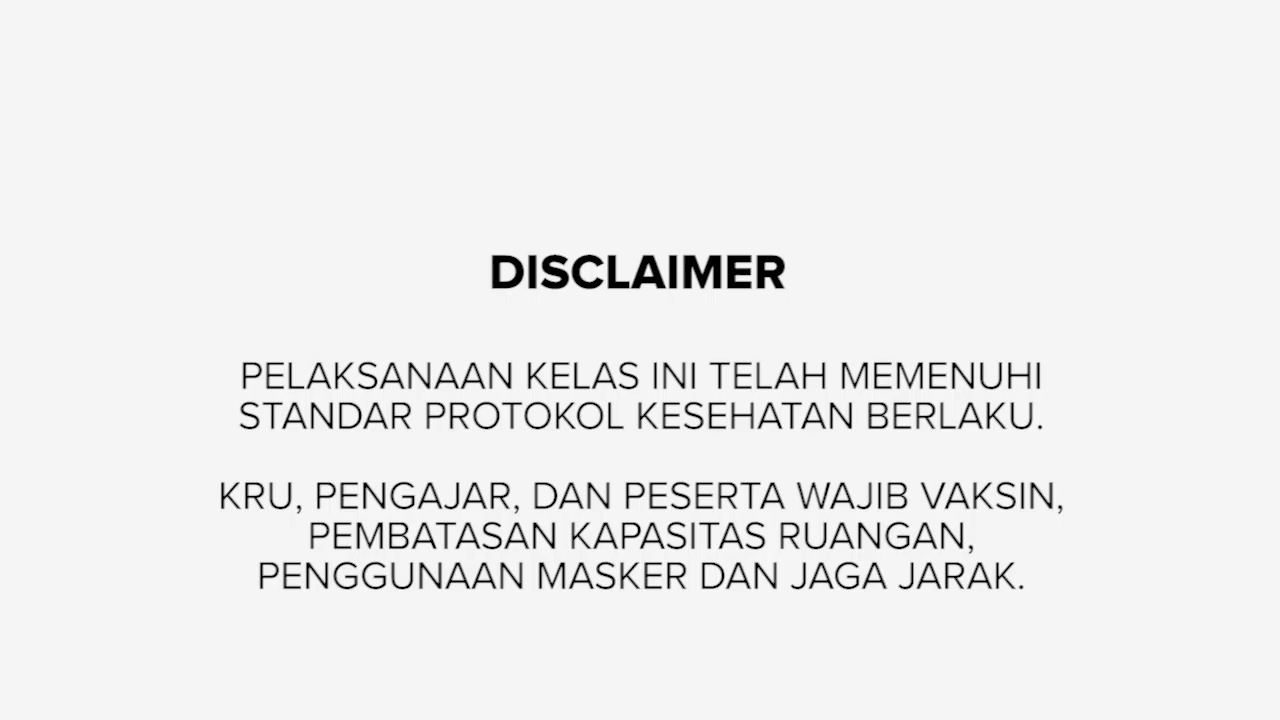 DISCLAIMER
PELAKSANAAN KELAS INI TELAH MEMENUHI
STANDAR PROTOKOL KESEHATAN BERLAKU.
KRU, PENGAJAR, DAN PESERTA WAJIB VAKSIN,
PEMBATASAN KAPASITAS RUANGAN,
PENGGUNAAN MASKER DAN JAGA JARAK.